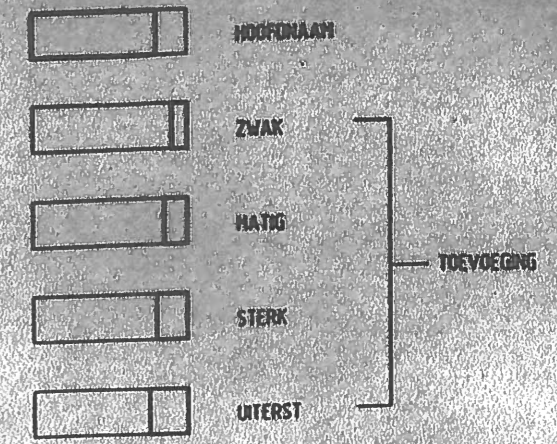 HOOFDNAAM
ZWAK
MATIG
STERK
TOEVOEGING
UITERST